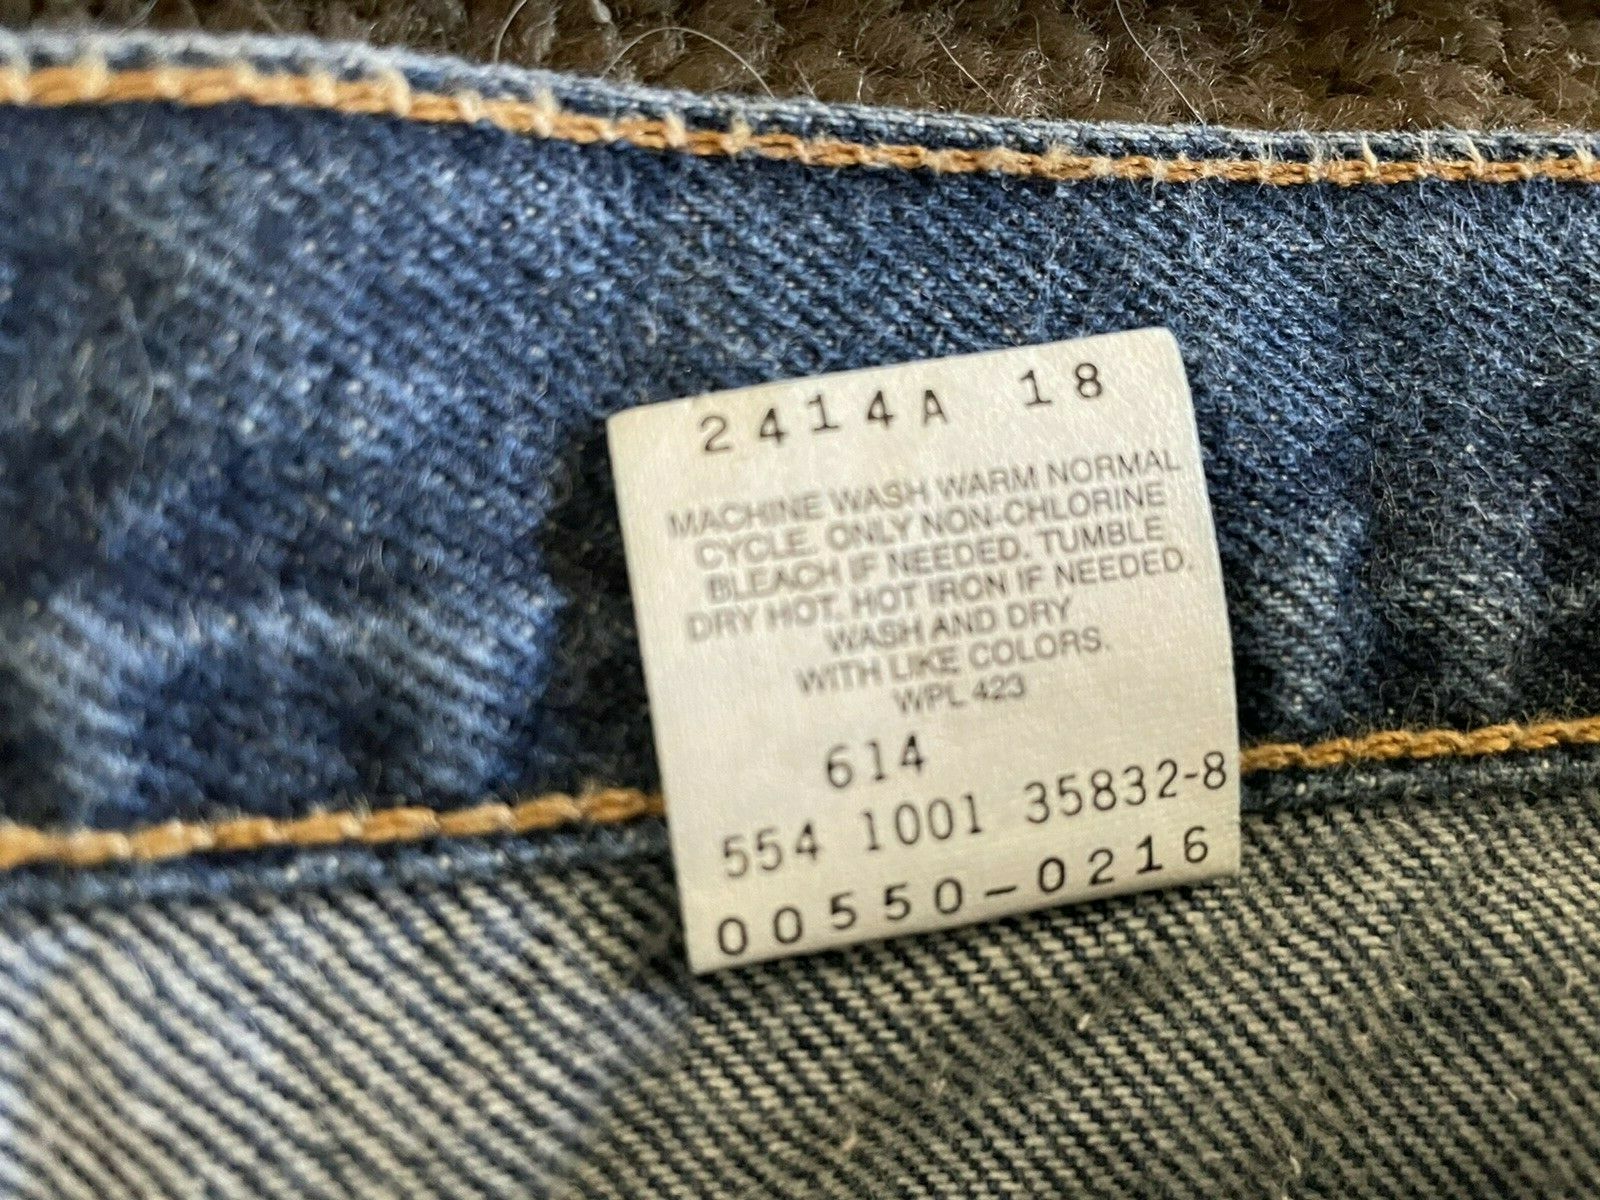 2414A 18
MACHINE WASH WARM NORMAL
CYCLE. ONLY NON-CHLORINE
BLEACH IF NEEDED. TUMBLE
DRY HOT. HOT IRON IF NEEDED.
WASH AND DRY
WITH LIKE COLORS.
WPL 423
614
554 1001 35832-8
00550-0216